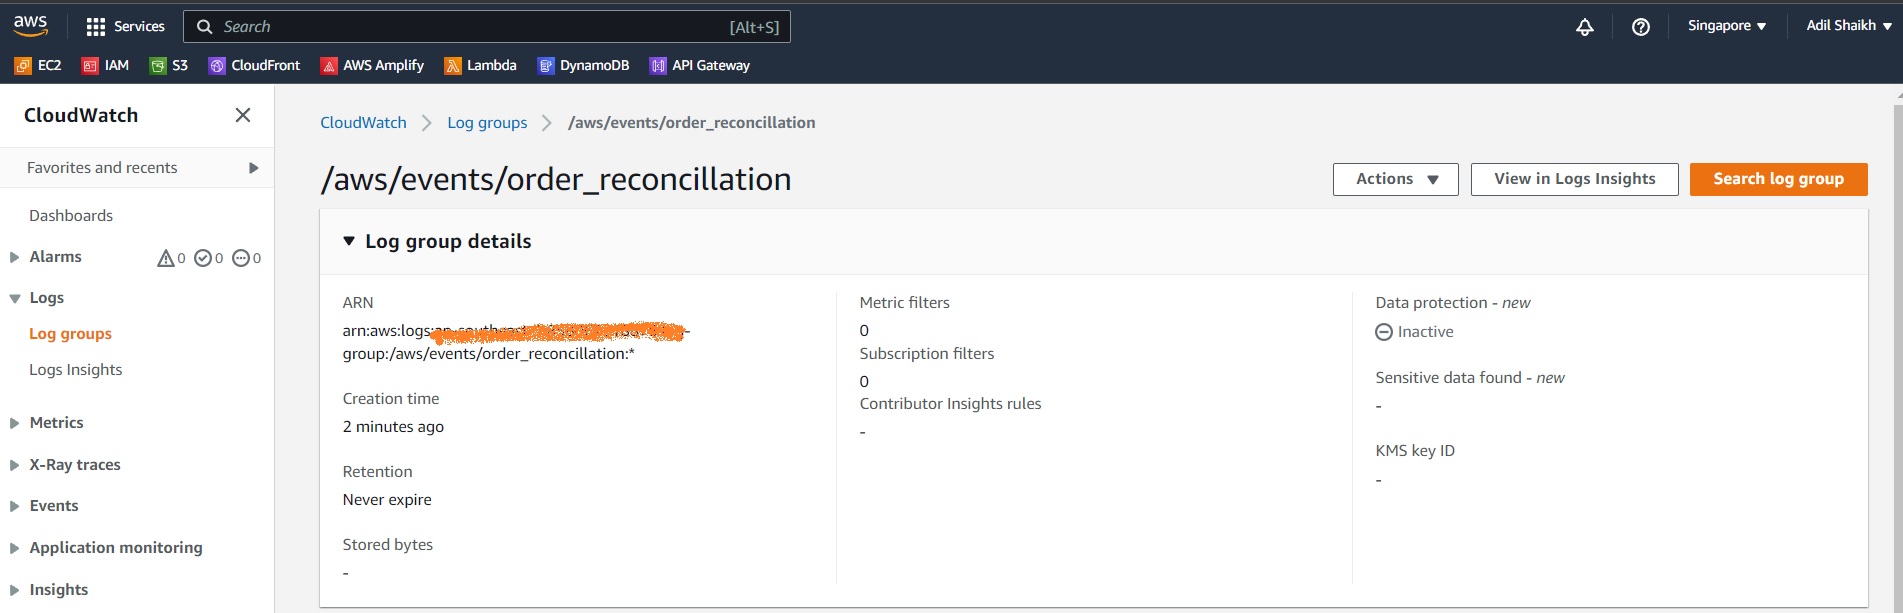 aws Services Search [Alt+S] Singapore Adil Shaikh
EC2 IAM S3 CloudFront AWS Amplify Lambda DynamoDB API Gateway
CloudWatch
Favorites and recents
Dashboards
Alarms 0 0 0
Logs
Log groups
Logs Insights
Metrics
X-Ray traces
Events
Application monitoring
Insights
CloudWatch Log groups /aws/events/order_reconcillation
/aws/events/order_reconcillation
Actions View in Logs Insights Search log group
Log group details
ARN
arn:aws:logs:
group:/aws/events/order_reconcillation:*
Creation time
2 minutes ago
Retention
Never expire
Stored bytes
-
Metric filters
0
Subscription filters
0
Contributor Insights rules
-
Data protection - new
Inactive
Sensitive data found - new
-
KMS key ID
-